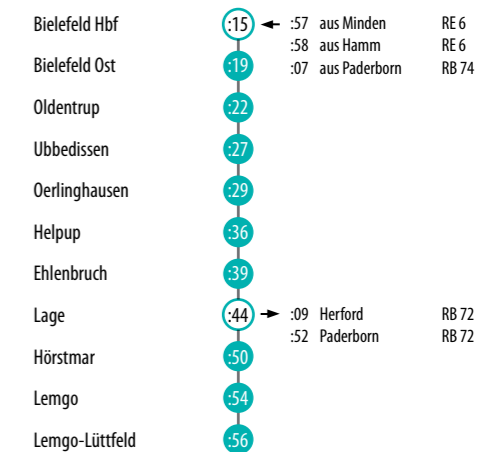 Bielefeld Hbf :15 :57 aus Minden RE 6
:58 aus Hamm RE 6
Bielefeld Ost :19 :07 aus Paderborn RB 74
Oldentrup :22
Ubbedissen :27
Oerlinghausen :29
Helpup :36
Ehlenbruch :39
Lage :44 :09 Herford RB 72
:52 Paderborn RB 72
Hörstmar :50
Lemgo :54
Lemgo-Lüttfeld :56